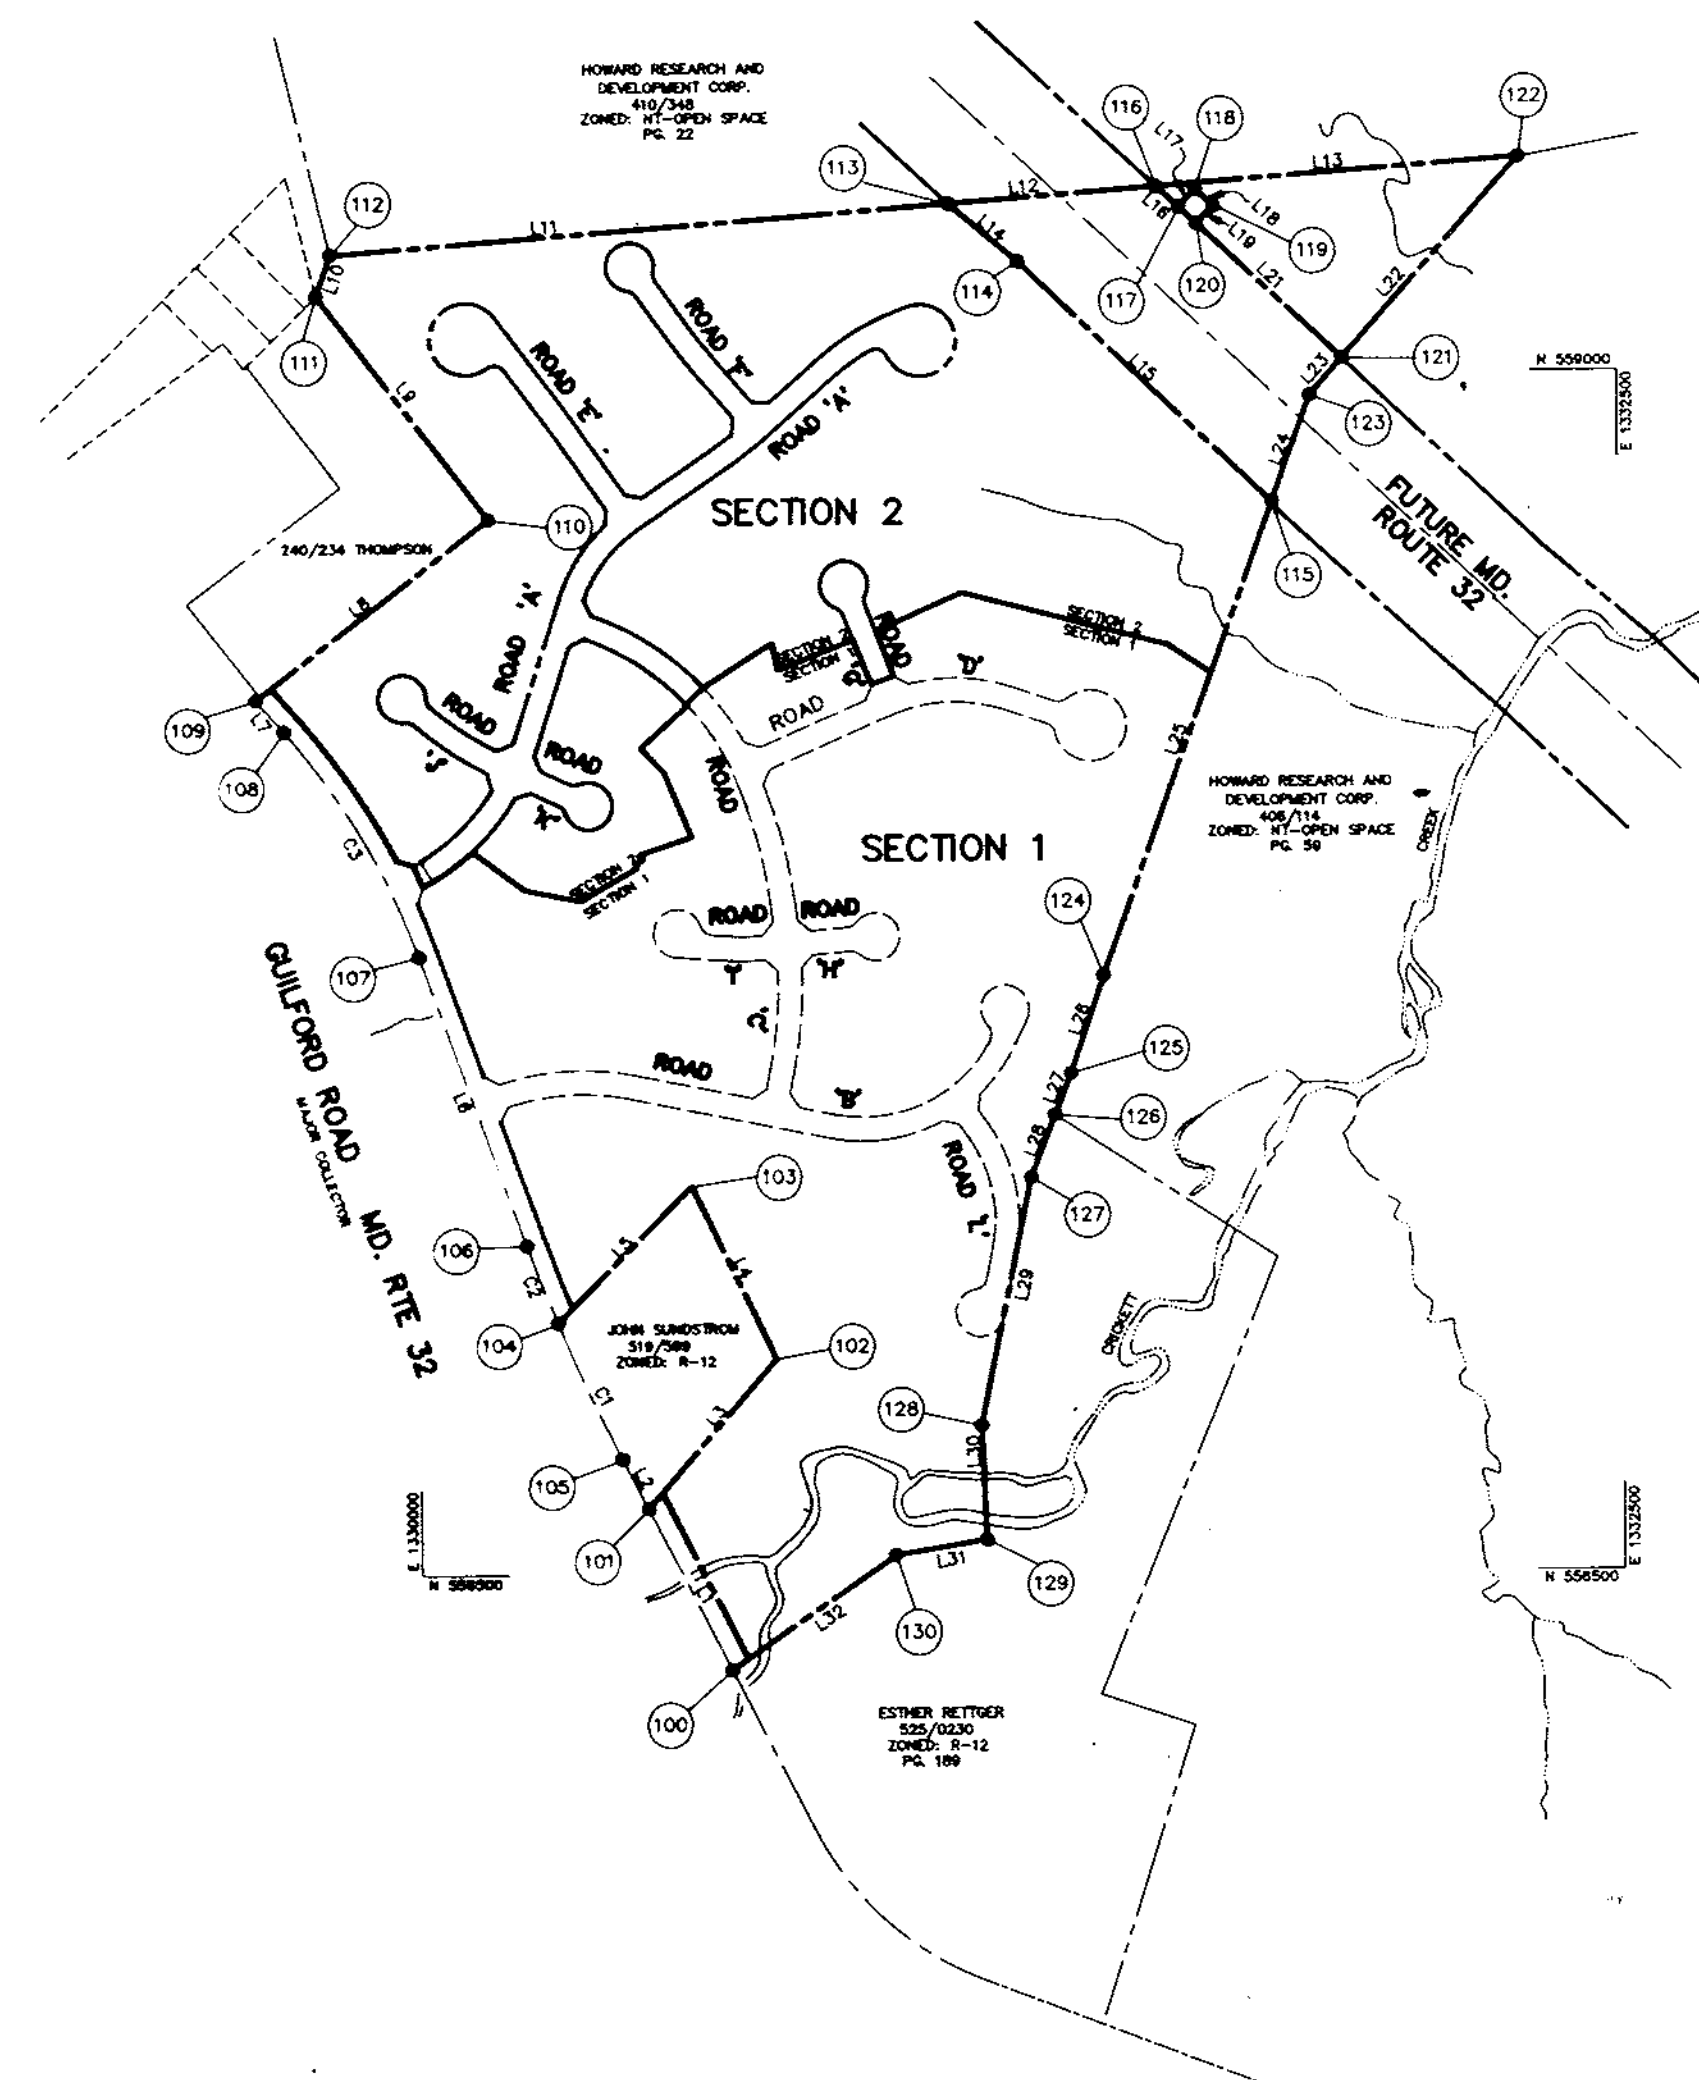 HOWARD RESEARCH AND
DEVELOPMENT CORP.
410/348
ZONED: NT-OPEN SPACE
PG. 22
122
116
118
L17
L13
113
L12
112
L11
L16
L18
L19
119
L14
L10
114
117
120
L21
L22
111
ROAD 'F'
121
N 559000
E 1332500
L9
ROAD 'E'
L15
L23
123
ROAD 'A'
L24
SECTION 2
FUTURE MD.
ROUTE 32
110
240/234 THOMPSON
115
L8
ROAD 'A'
SECTION 2
SECTION 1
SECTION 2
SECTION 1
ROAD
'G'
ROAD 'D'
109
L7
ROAD
'J'
ROAD
'K'
108
L25
ROAD
HOWARD RESEARCH AND
DEVELOPMENT CORP.
406/114
ZONED: NT-OPEN SPACE
PG. 59
CREEK
C3
SECTION 1
SECTION 2
SECTION 1
124
ROAD
ROAD
'H'
107
GUILFORD ROAD MD. RTE 32
MAJOR COLLECTOR
'C'
L26
125
ROAD
'B'
L27
L6
126
L28
103
ROAD 'L'
127
L5
106
L4
C2
L29
104
JOHN SUNDSTROM
519/589
ZONED: R-12
102
CRICKETT
C1
L3
128
L30
105
L2
E 1330000
N 556500
101
L1
L31
129
E 1332500
N 556500
L32
130
100
ESTHER RETTGER
525/0230
ZONED: R-12
PG. 189